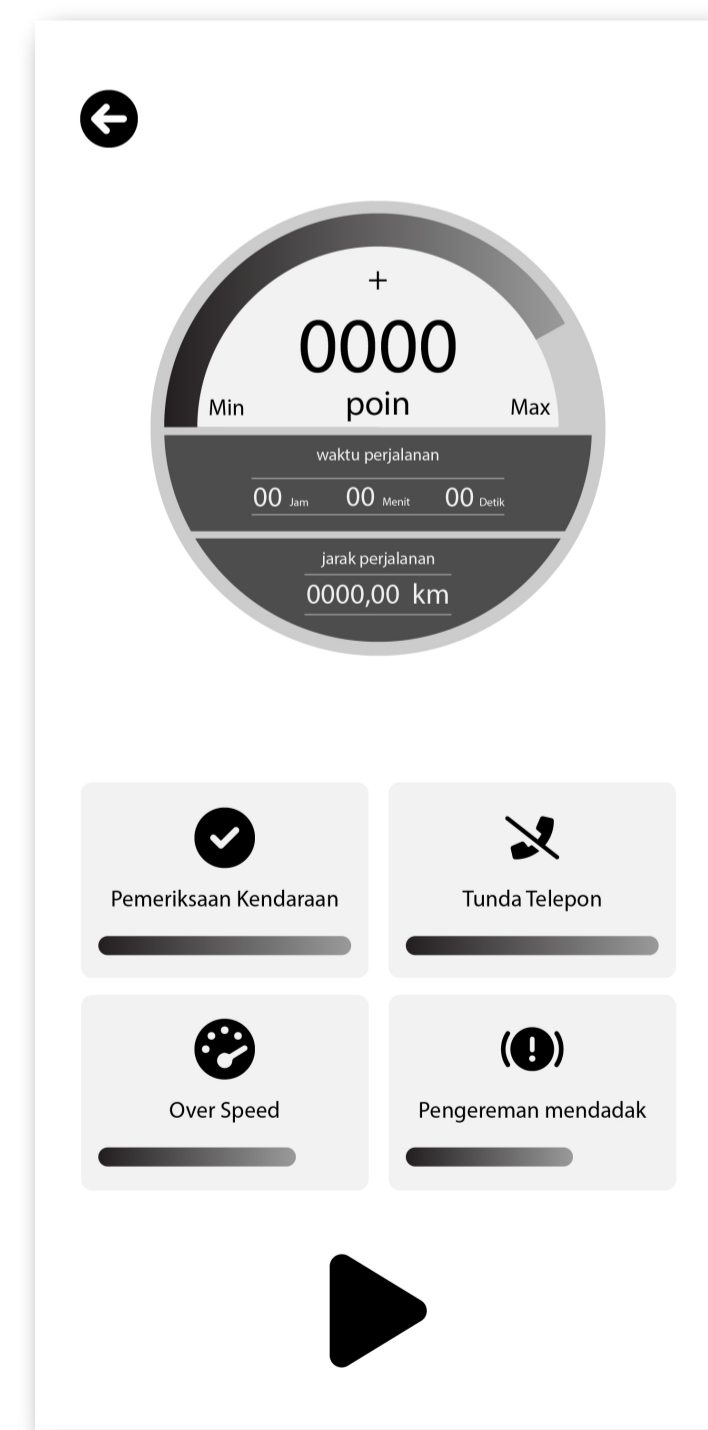 +
0000
Min poin Max
waktu perjalanan
00 Jam 00 Menit 00 Detik
jarak perjalanan
0000,00 km
Pemeriksaan Kendaraan
Tunda Telepon
Over Speed
Pengereman mendadak